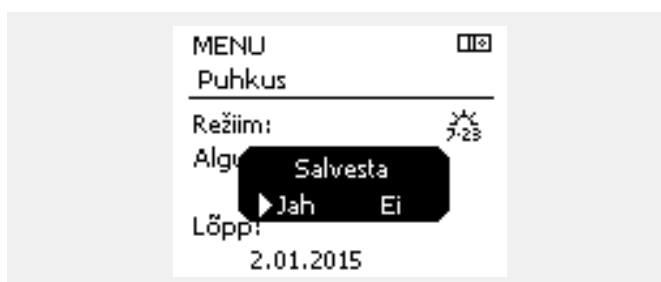 MENU
Puhkus
Režiim:
7-23
Salvesta
Jah Ei
Lõpp:
2.01.2015